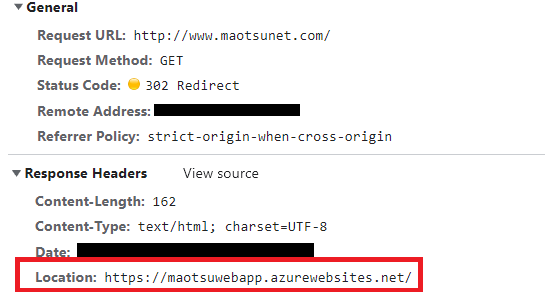 General
Request URL: http://www.maotsunet.com/
Request Method: GET
Status Code: 302 Redirect
Remote Address:
Referrer Policy: strict-origin-when-cross-origin
Response Headers View source
Content-Length: 162
Content-Type: text/html; charset=UTF-8
Date:
Location: https://maotsuwebapp.azurewebsites.net/